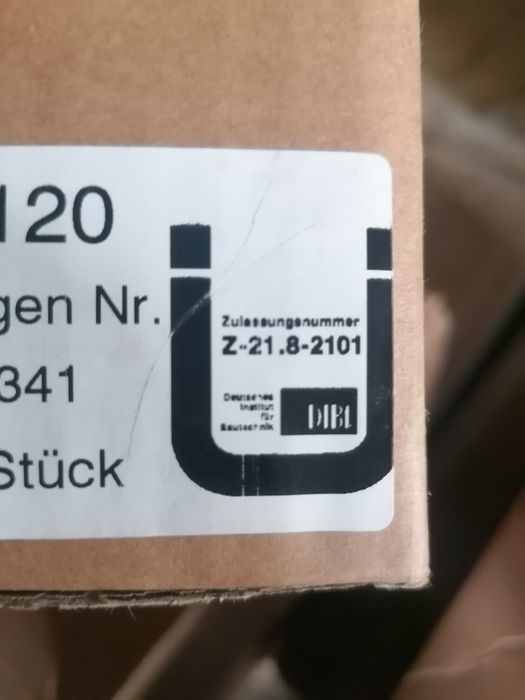 120
gen Nr.
341
Stück
Zulassungsnummer
Z-21.8-2101
Deutsches
Institut
für
Bautechnik
DIBt